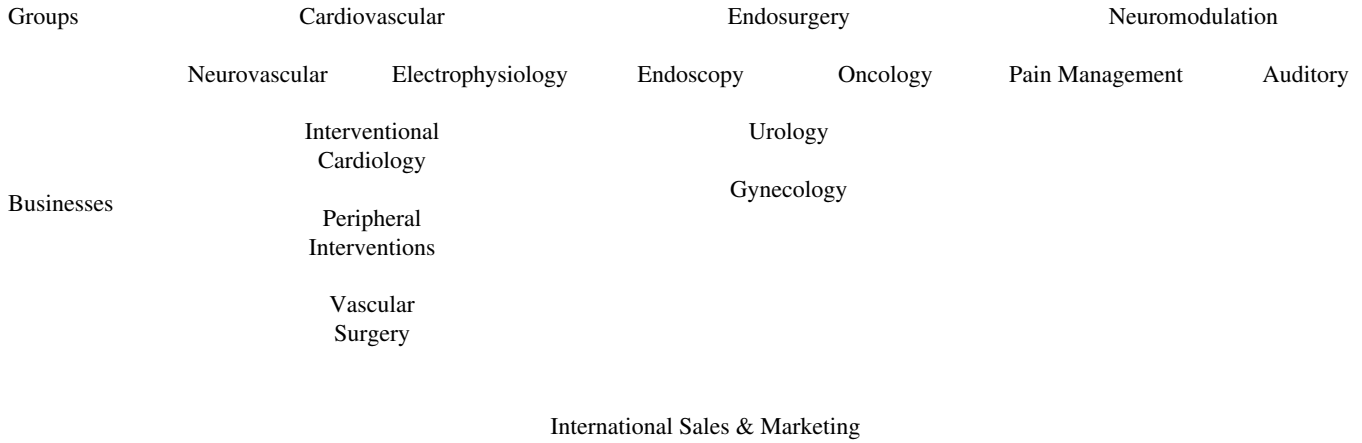 Groups Cardiovascular Endosurgery Neuromodulation
Neurovascular Electrophysiology Endoscopy Oncology Pain Management Auditory
Interventional Urology
Cardiology
Gynecology
Businesses
Peripheral
Interventions
Vascular
Surgery
International Sales & Marketing